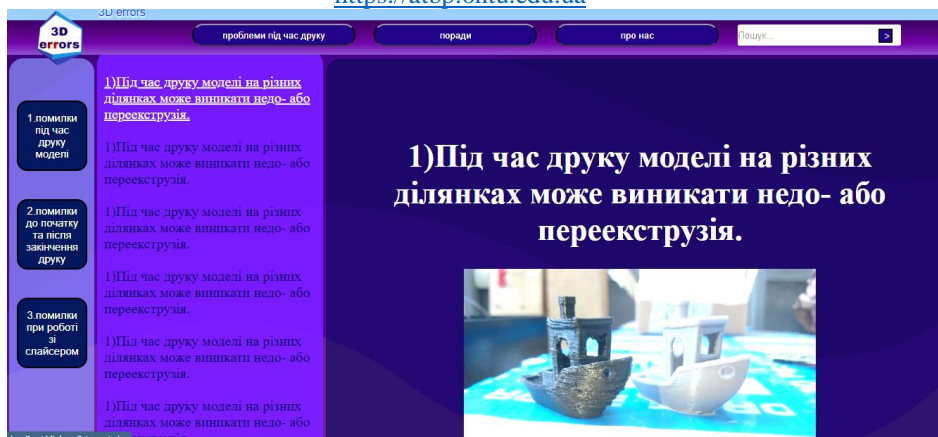 https://atbp.ontu.edu.ua
3D errors
3D
errors
проблеми під час друку
поради
про нас
Пошук...
>
1.помилки
під час
друку
моделі
2.помилки
до початку
та після
закінчення
друку
3.помилки
при роботі
зі
слайсером
1)Під час друку моделі на різних
ділянках може виникати недо- або
переекструзія.
1)Під час друку моделі на різних
ділянках може виникати недо- або
переекструзія.
1)Під час друку моделі на різних
ділянках може виникати недо- або
переекструзія.
1)Під час друку моделі на різних
ділянках може виникати недо- або
переекструзія.
1)Під час друку моделі на різних
ділянках може виникати недо- або
переекструзія.
1)Під час друку моделі на різних
ділянках може виникати недо- або
1)Під час друку моделі на різних
ділянках може виникати недо- або
переекструзія.